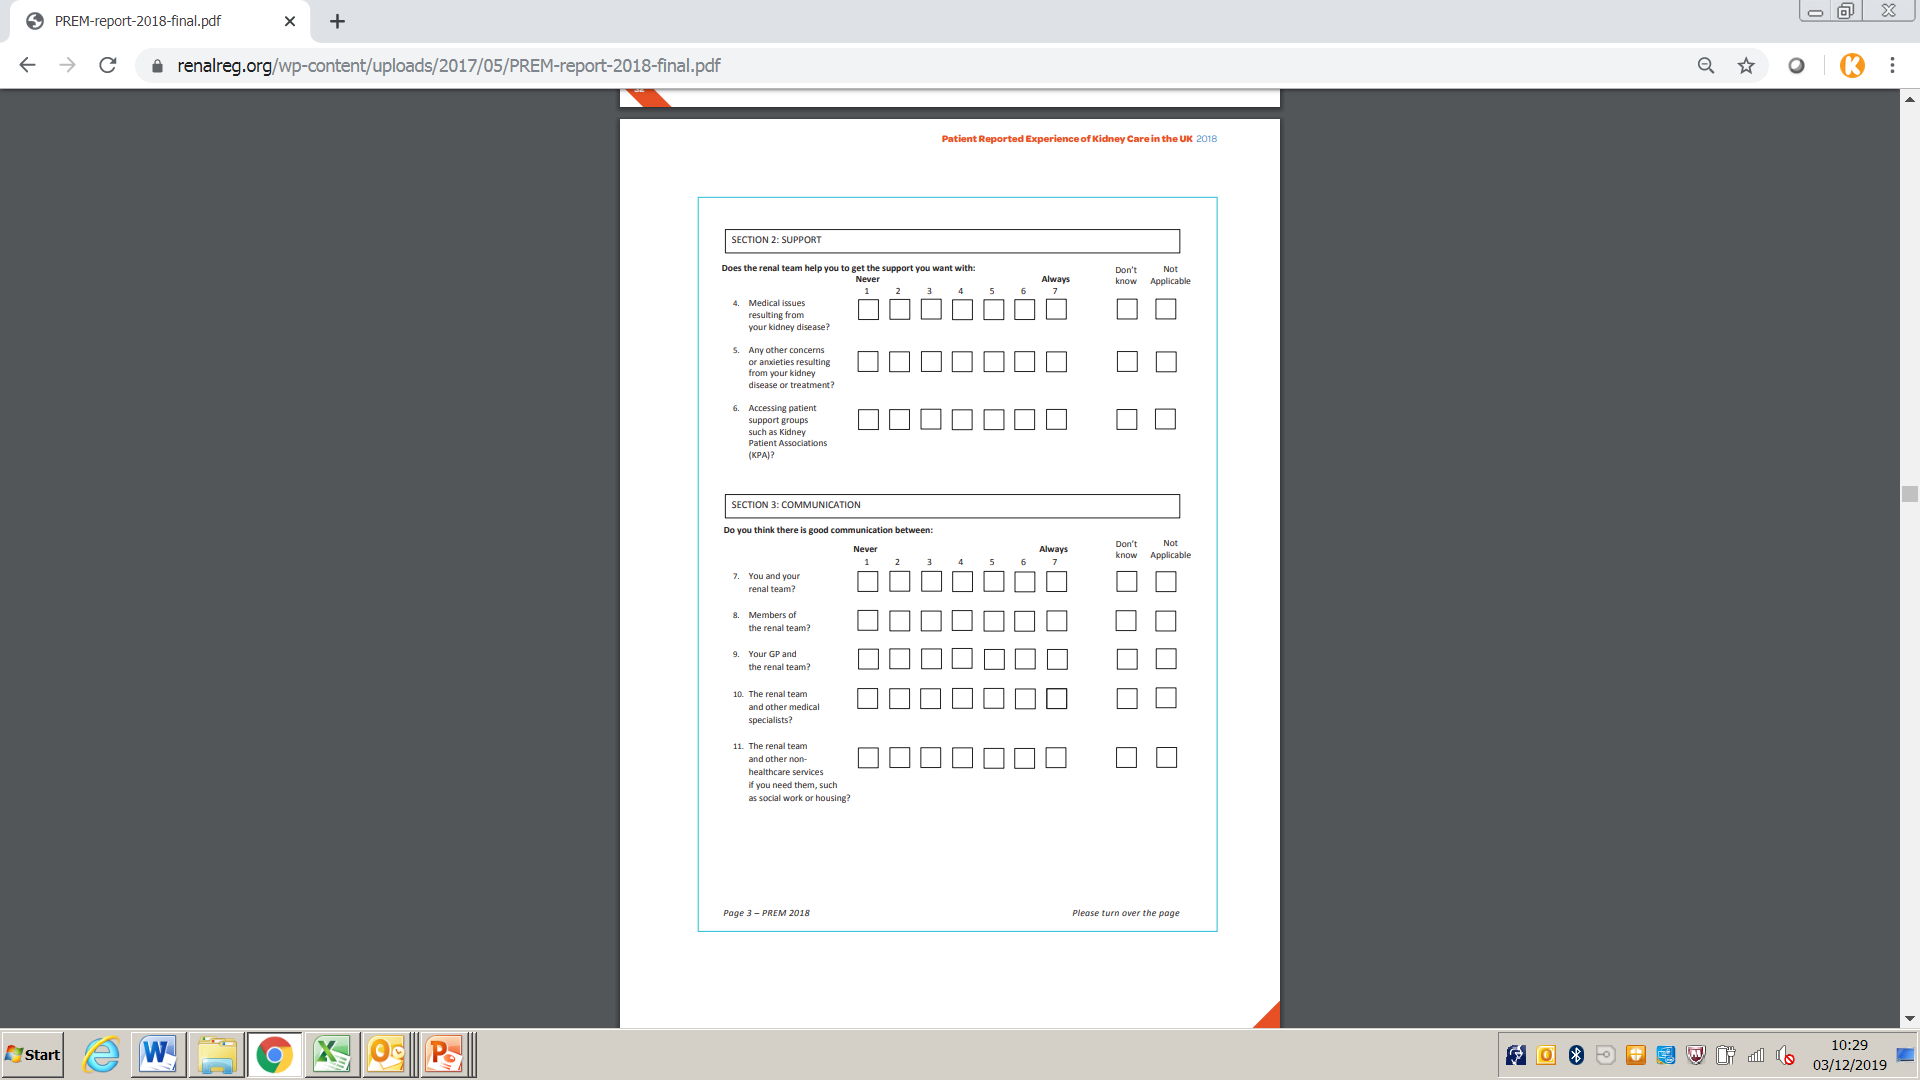 PREM-report-2018-final.pdf
renalreg.org/wp-content/uploads/2017/05/PREM-report-2018-final.pdf
Patient Reported Experience of Kidney Care in the UK 2018
SECTION 2: SUPPORT
Does the renal team help you to get the support you want with:
Never Always Don't know Not Applicable
1 2 3 4 5 6 7
4. Medical issues
resulting from
your kidney disease?
5. Any other concerns
or anxieties resulting
from your kidney
disease or treatment?
6. Accessing patient
support groups
such as Kidney
Patient Associations
(KPA)?
SECTION 3: COMMUNICATION
Do you think there is good communication between:
Never Always Don't know Not Applicable
1 2 3 4 5 6 7
7. You and your
renal team?
8. Members of
the renal team?
9. Your GP and
the renal team?
10. The renal team
and other medical
specialists?
11. The renal team
and other non-
healthcare services
if you need them, such
as social work or housing?
Page 3 – PREM 2018 Please turn over the page
Start
10:29
03/12/2019